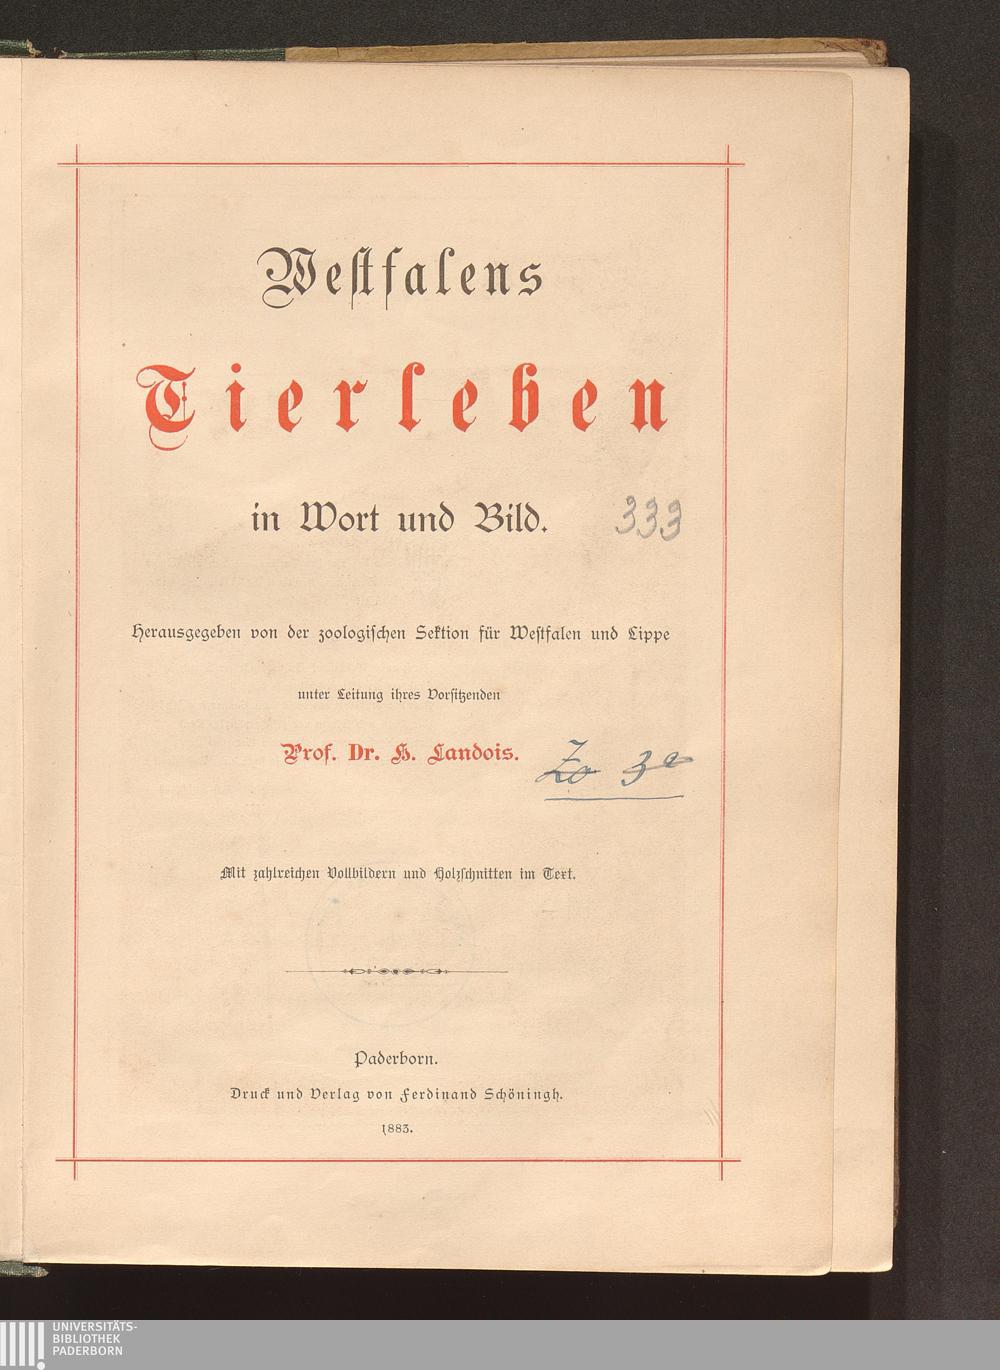 Westfalens
Tierleben
in Wort und Bild.
333
Herausgegeben von der zoologischen Sektion für Westfalen und Lippe
unter Leitung ihres Vorsitzenden
Prof. Dr. H. Landois.
Zo 3a
Mit zahlreichen Vollbildern und Holzschnitten im Text.
Paderborn.
Druck und Verlag von Ferdinand Schöningh.
1883.
UNIVERSITÄTS-
BIBLIOTHEK
PADERBORN